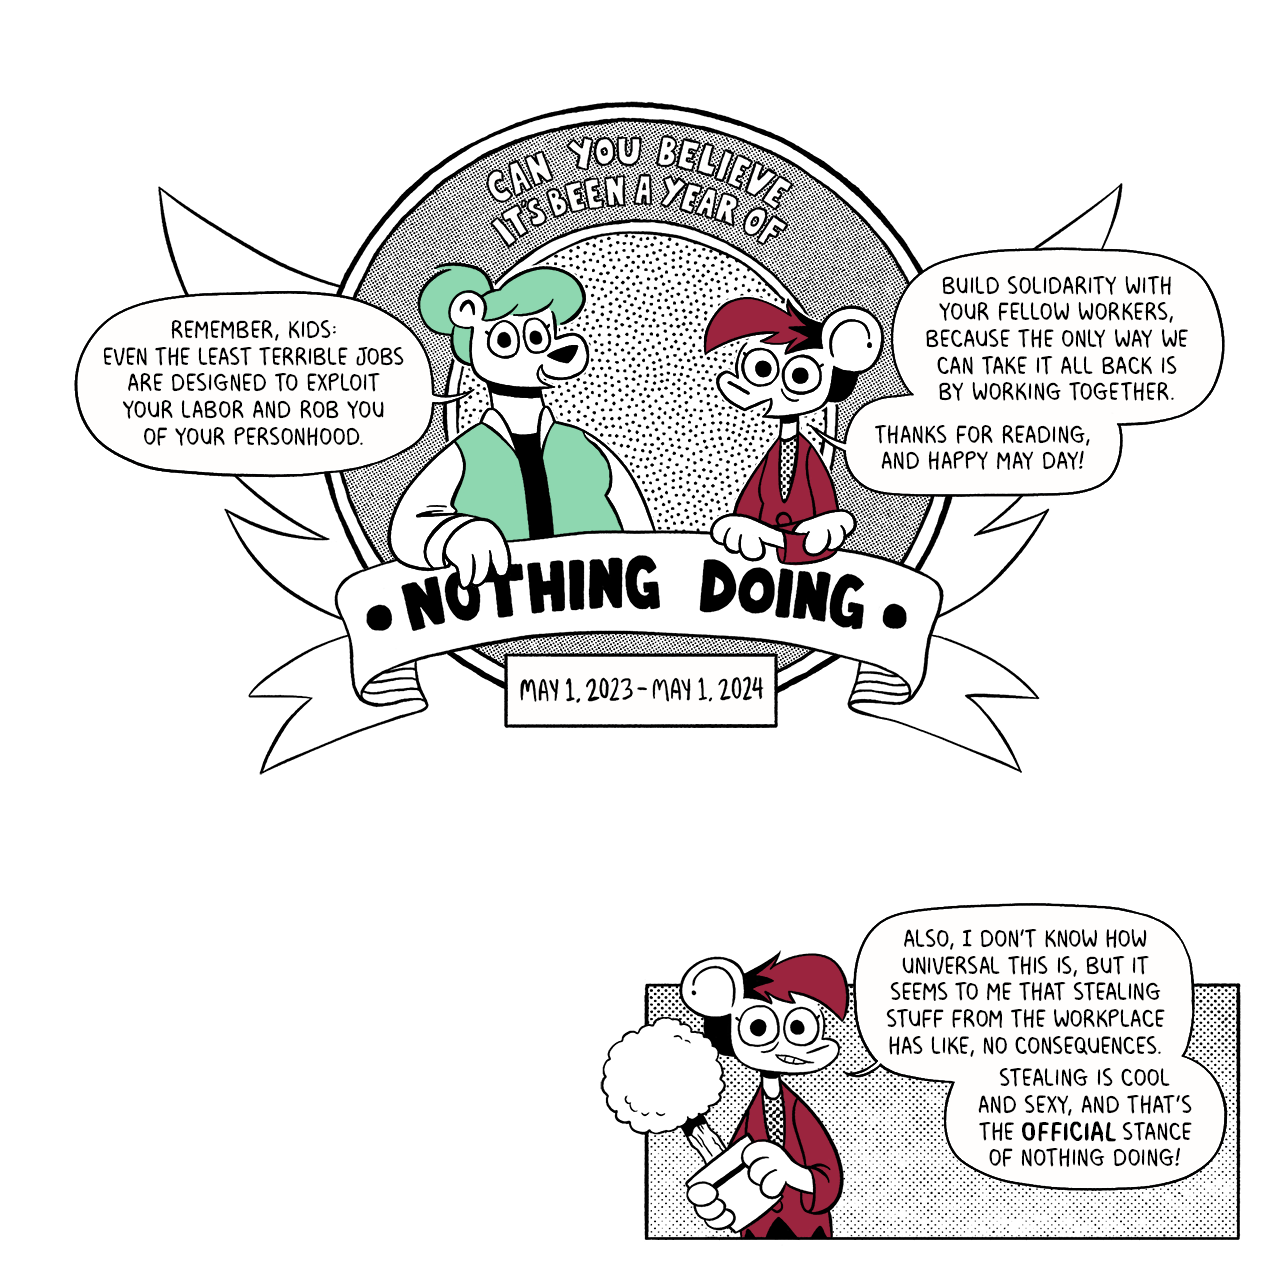 CAN YOU BELIEVE
IT'S BEEN A YEAR OF
REMEMBER, KIDS:
EVEN THE LEAST TERRIBLE JOBS
ARE DESIGNED TO EXPLOIT
YOUR LABOR AND ROB YOU
OF YOUR PERSONHOOD.
BUILD SOLIDARITY WITH
YOUR FELLOW WORKERS,
BECAUSE THE ONLY WAY WE
CAN TAKE IT ALL BACK IS
BY WORKING TOGETHER.
THANKS FOR READING,
AND HAPPY MAY DAY!
• NOTHING DOING •
MAY 1, 2023 - MAY 1, 2024
ALSO, I DON'T KNOW HOW
UNIVERSAL THIS IS, BUT IT
SEEMS TO ME THAT STEALING
STUFF FROM THE WORKPLACE
HAS LIKE, NO CONSEQUENCES.
STEALING IS COOL
AND SEXY, AND THAT'S
THE OFFICIAL STANCE
OF NOTHING DOING!